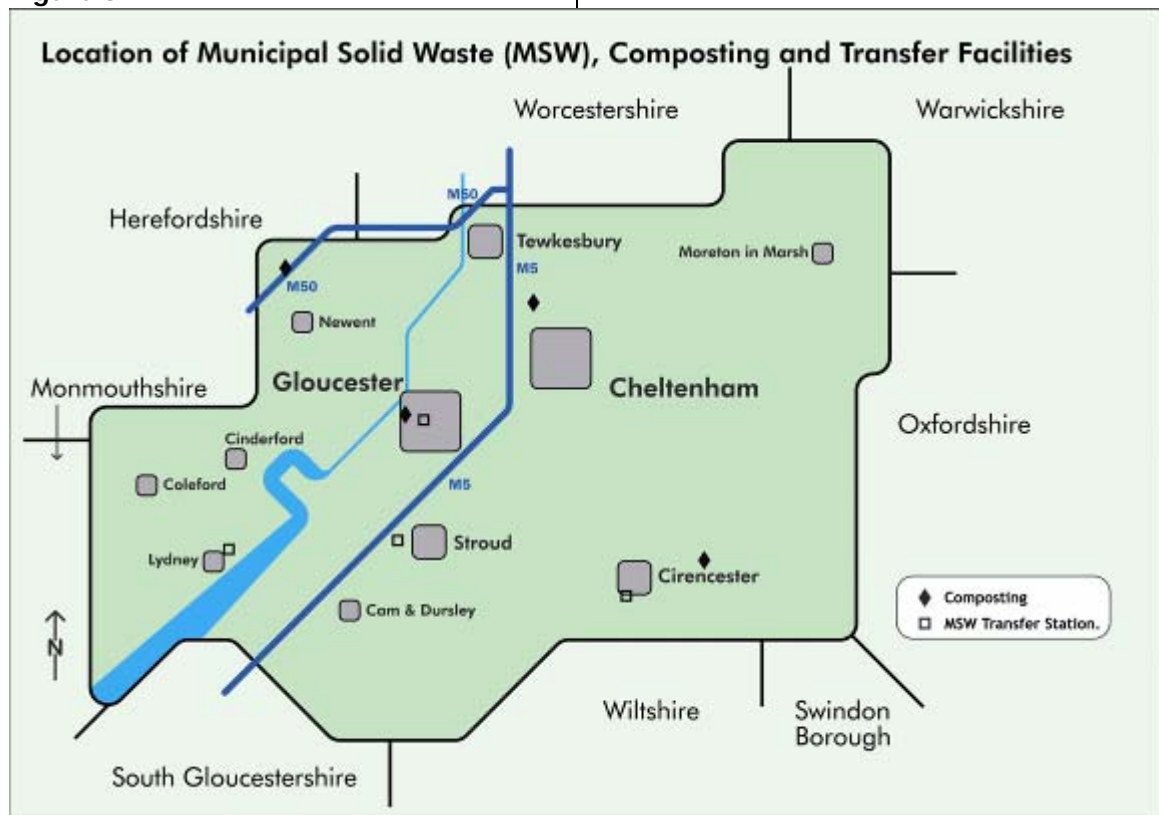 Location of Municipal Solid Waste (MSW), Composting and Transfer Facilities
Worcestershire
Warwickshire
Herefordshire
M50
Tewkesbury
Moreton in Marsh
M5
M50
Newent
Gloucester
Cheltenham
Monmouthshire
Oxfordshire
Cinderford
Coleford
M5
Stroud
Lydney
Cirencester
Cam & Dursley
Composting
MSW Transfer Station.
N
Wiltshire
Swindon
Borough
South Gloucestershire